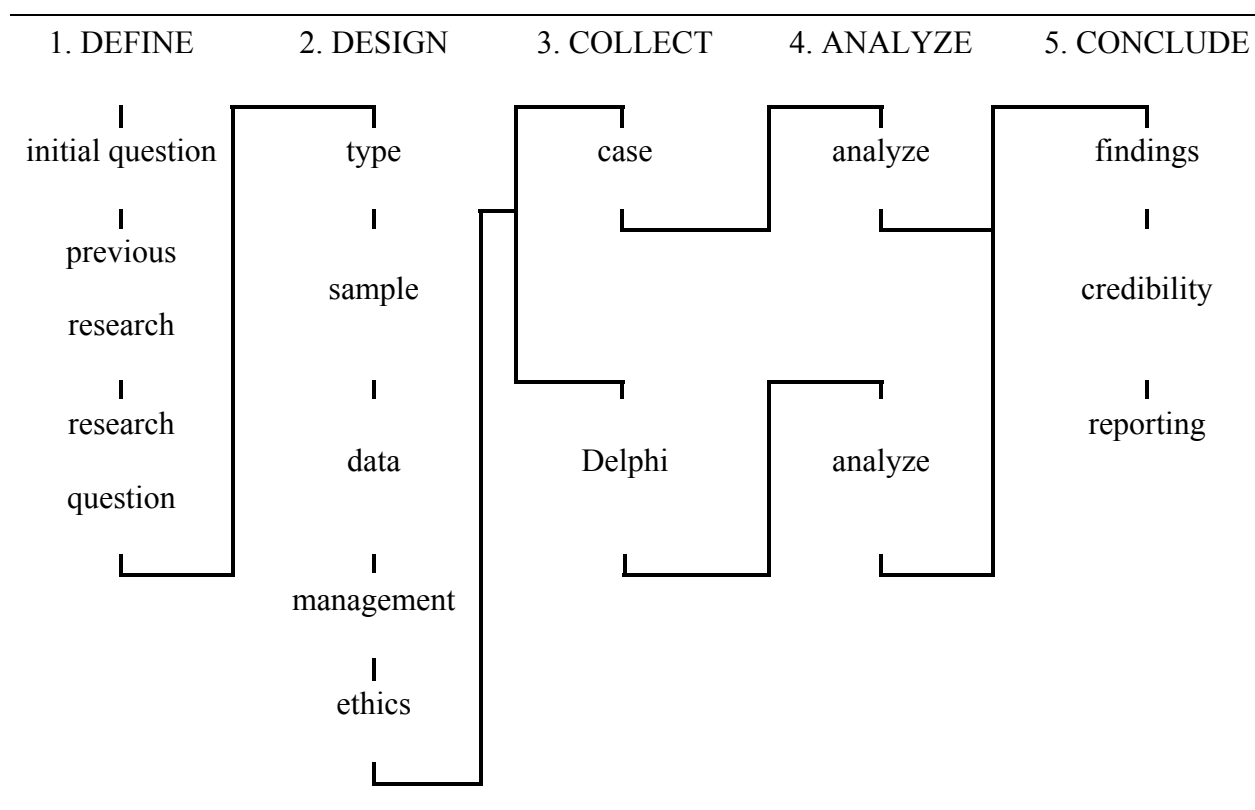 1. DEFINE 2. DESIGN 3. COLLECT 4. ANALYZE 5. CONCLUDE
initial question
previous
research
research
question
type
sample
data
management
ethics
case
Delphi
analyze
analyze
findings
credibility
reporting